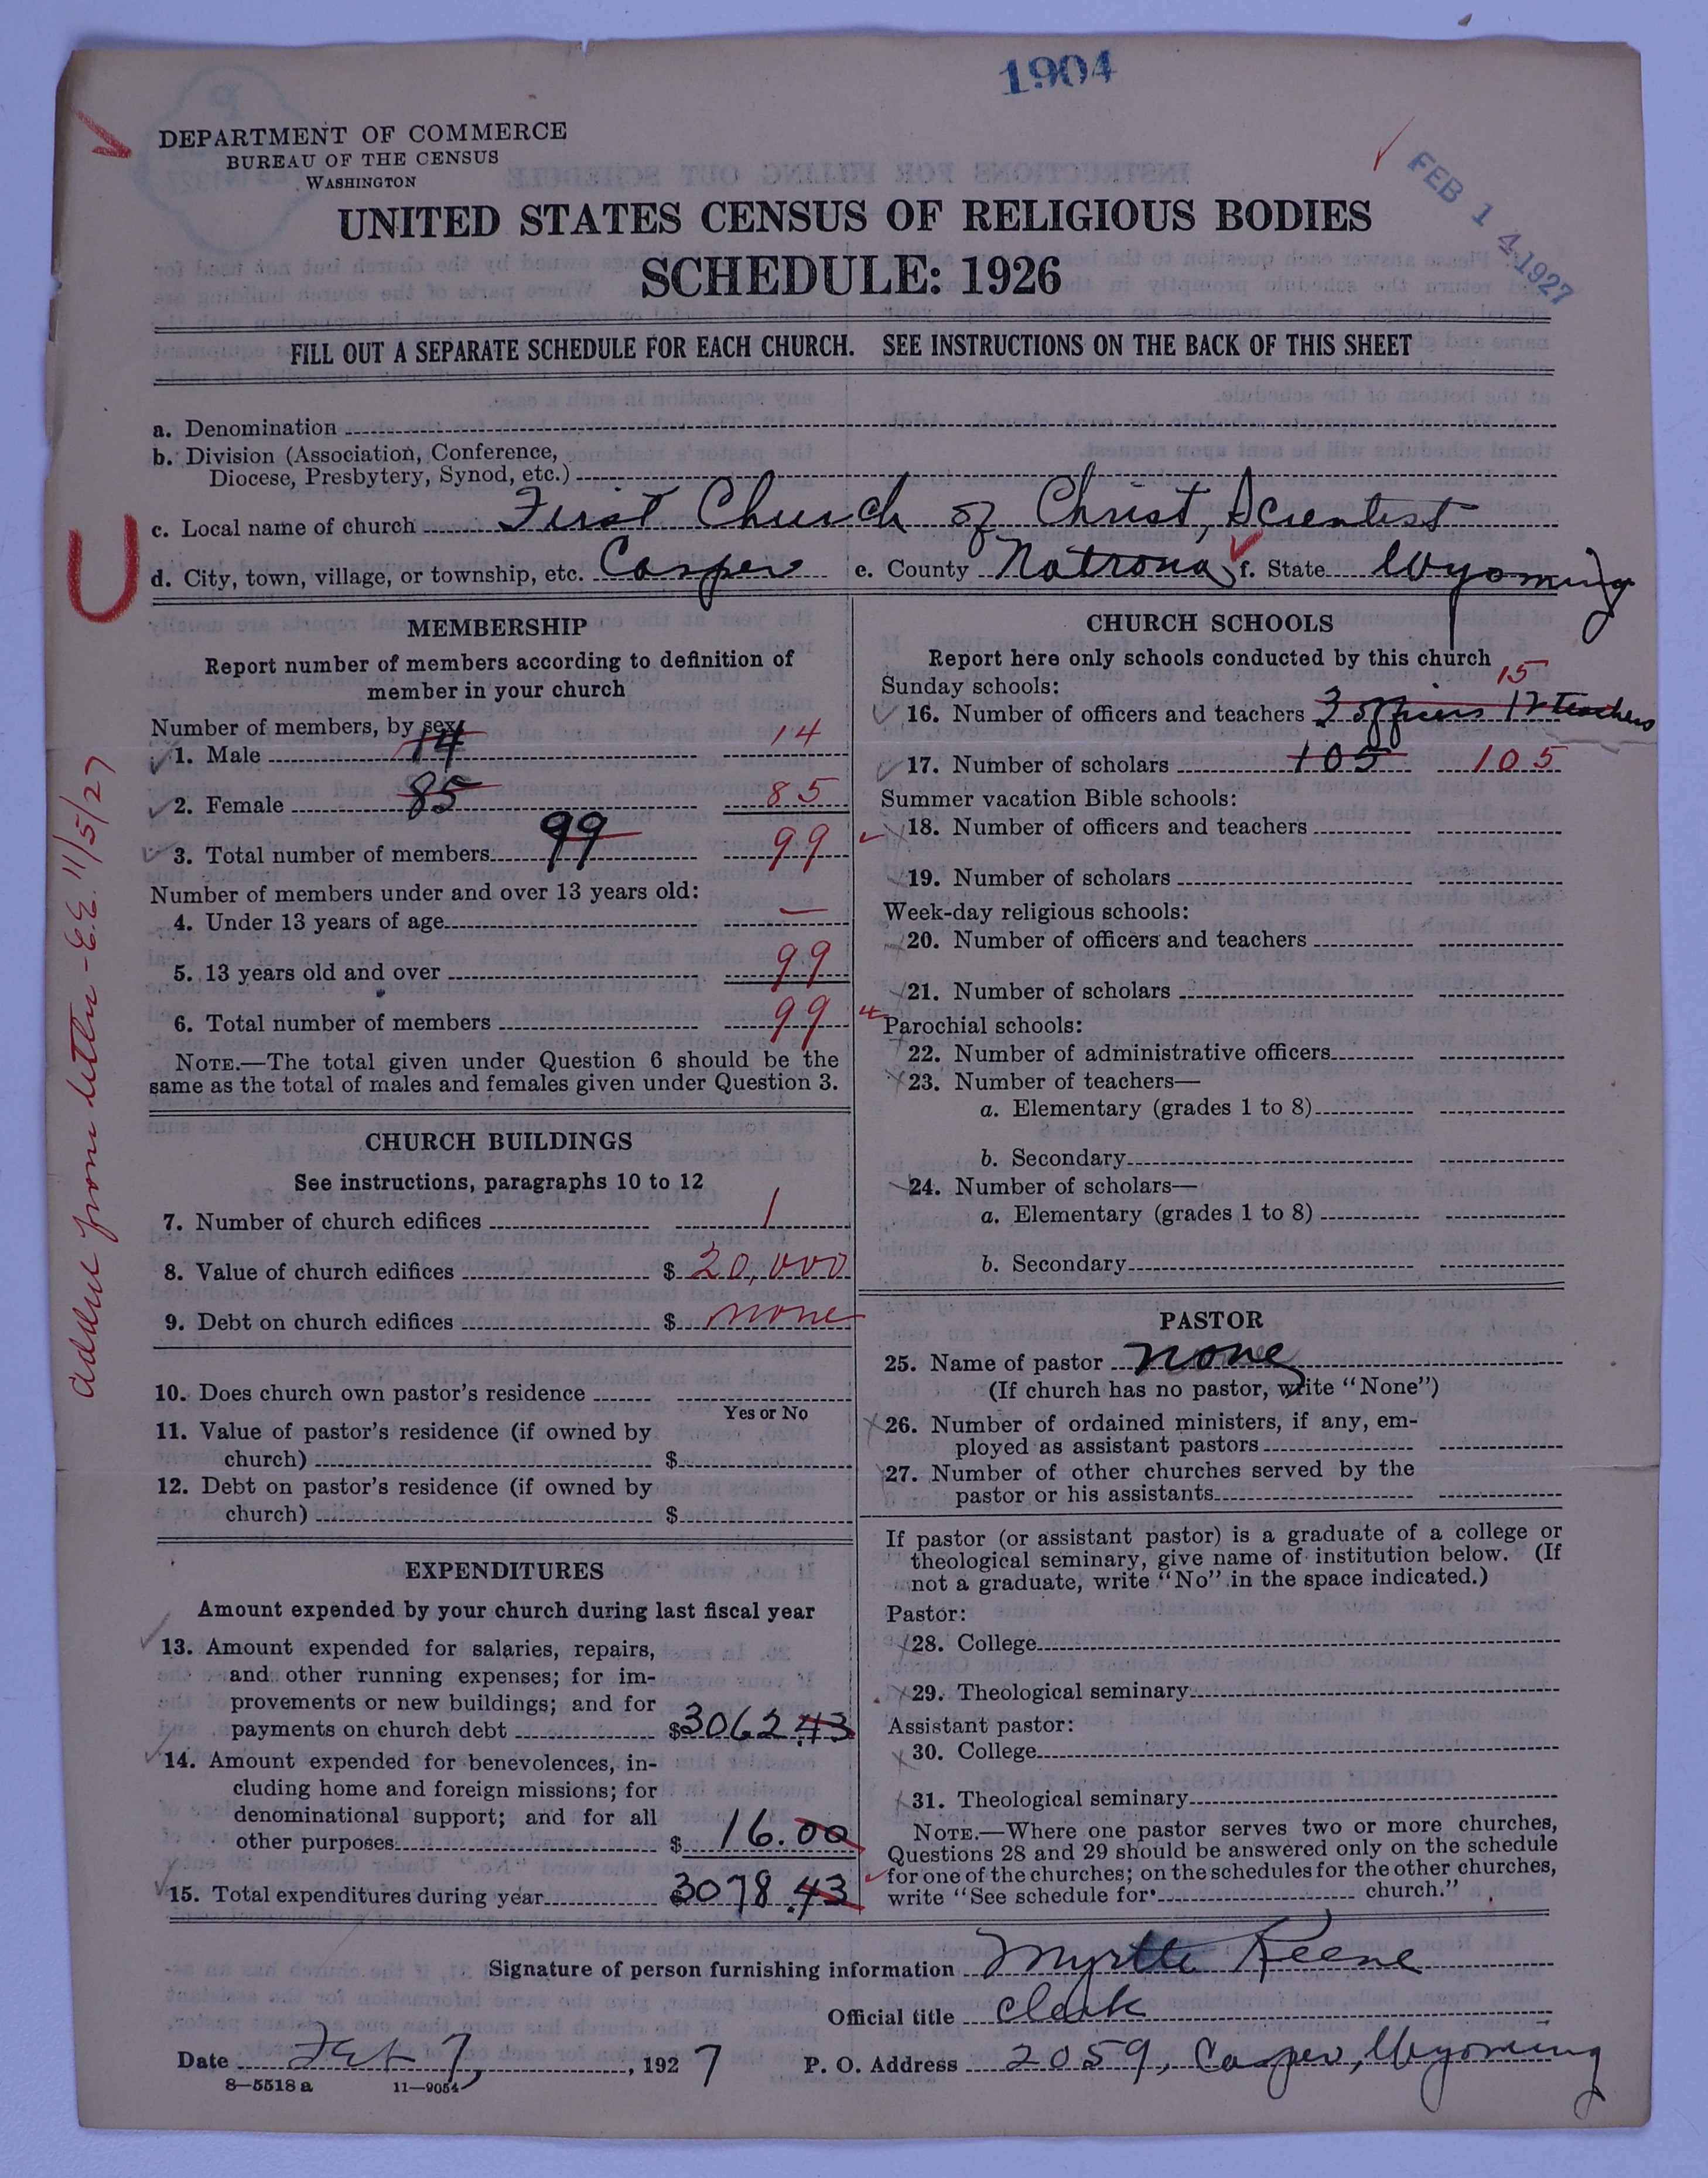 1904
DEPARTMENT OF COMMERCE
BUREAU OF THE CENSUS
WASHINGTON
FEB 14 1927
UNITED STATES CENSUS OF RELIGIOUS BODIES
SCHEDULE: 1926
FILL OUT A SEPARATE SCHEDULE FOR EACH CHURCH. SEE INSTRUCTIONS ON THE BACK OF THIS SHEET
a. Denomination
b. Division (Association, Conference,
Diocese, Presbytery, Synod, etc.)
c. Local name of church First Church of Christ, Scientist
d. City, town, village, or township, etc. Casper e. County Natrona f. State Wyoming
added from letter - E.E. 11/5/27
MEMBERSHIP
Report number of members according to definition of
member in your church
Number of members, by sex
1. Male 14 14
2. Female 85 85
3. Total number of members 99 99
Number of members under and over 13 years old:
4. Under 13 years of age —
5. 13 years old and over 99
6. Total number of members 99
NOTE.—The total given under Question 6 should be the
same as the total of males and females given under Question 3.
CHURCH BUILDINGS
See instructions, paragraphs 10 to 12
7. Number of church edifices 1
8. Value of church edifices $ 20,000
9. Debt on church edifices $ none
10. Does church own pastor's residence
Yes or No
11. Value of pastor's residence (if owned by
church) $
12. Debt on pastor's residence (if owned by
church) $
EXPENDITURES
Amount expended by your church during last fiscal year
13. Amount expended for salaries, repairs,
and other running expenses; for im-
provements or new buildings; and for
payments on church debt $ 3062.43
14. Amount expended for benevolences, in-
cluding home and foreign missions; for
denominational support; and for all
other purposes $ 16.00
15. Total expenditures during year 3078.43
CHURCH SCHOOLS
Report here only schools conducted by this church
Sunday schools: 15
16. Number of officers and teachers 3 officers 12 teachers
17. Number of scholars 105 105
Summer vacation Bible schools:
18. Number of officers and teachers
19. Number of scholars
Week-day religious schools:
20. Number of officers and teachers
21. Number of scholars
Parochial schools:
22. Number of administrative officers
23. Number of teachers—
a. Elementary (grades 1 to 8)
b. Secondary
24. Number of scholars—
a. Elementary (grades 1 to 8)
b. Secondary
PASTOR
25. Name of pastor none
(If church has no pastor, write "None")
26. Number of ordained ministers, if any, em-
ployed as assistant pastors
27. Number of other churches served by the
pastor or his assistants
If pastor (or assistant pastor) is a graduate of a college or
theological seminary, give name of institution below. (If
not a graduate, write "No" in the space indicated.)
Pastor:
28. College
29. Theological seminary
Assistant pastor:
30. College
31. Theological seminary
NOTE.—Where one pastor serves two or more churches,
Questions 28 and 29 should be answered only on the schedule
for one of the churches; on the schedules for the other churches,
write "See schedule for church."
Signature of person furnishing information Myrtle Keene
Official title Clerk
Date Feb 7, 1927 P. O. Address 2059, Casper, Wyoming
8—5518 a 11—9054